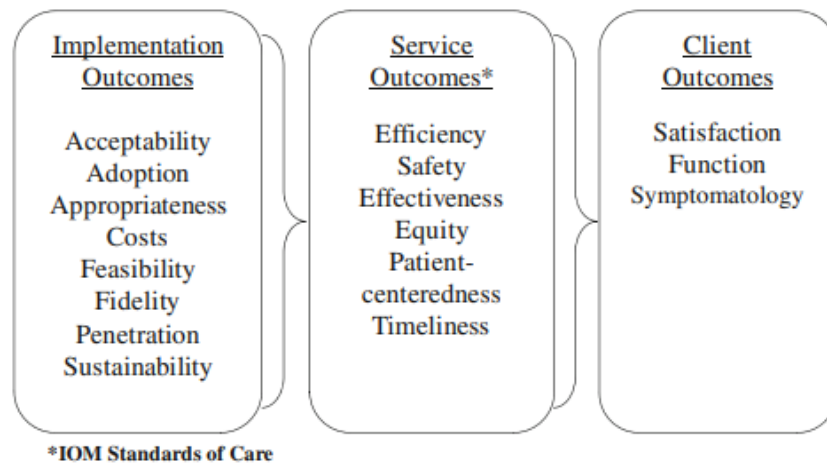 Implementation
Outcomes
Acceptability
Adoption
Appropriateness
Costs
Feasibility
Fidelity
Penetration
Sustainability
Service
Outcomes*
Efficiency
Safety
Effectiveness
Equity
Patient-
centeredness
Timeliness
Client
Outcomes
Satisfaction
Function
Symptomatology
*IOM Standards of Care